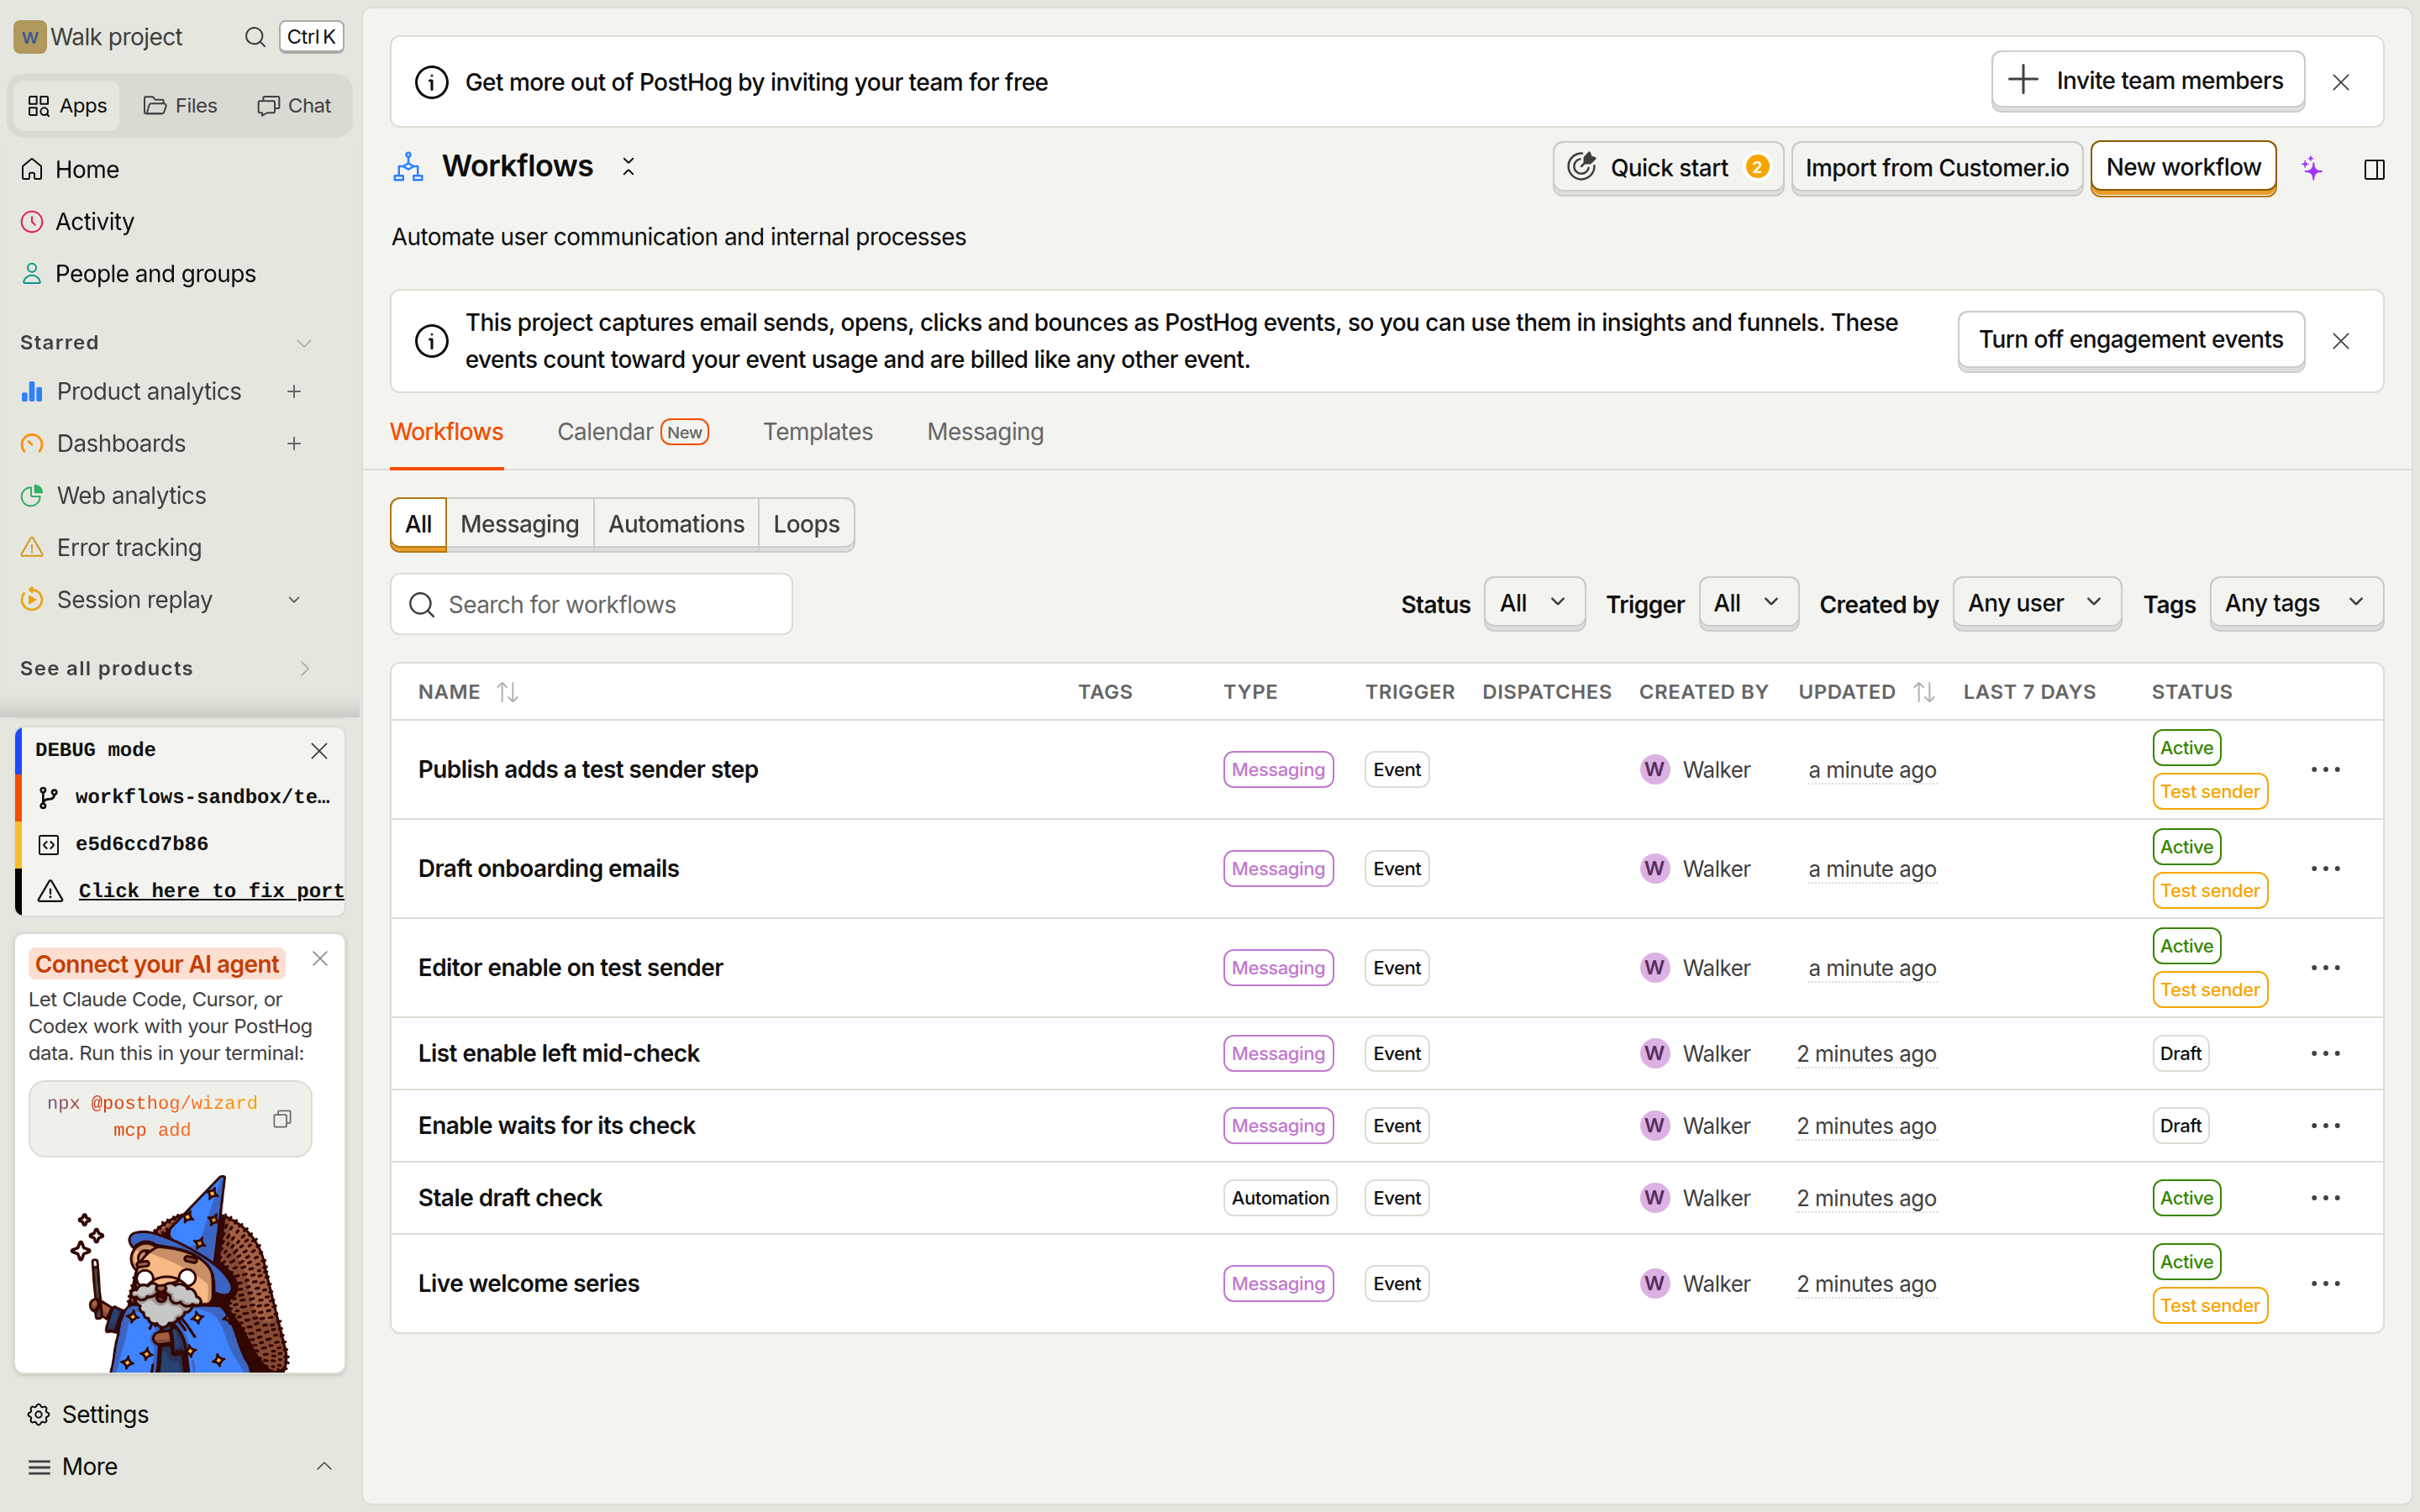 W Walk project Ctrl K
Apps Files Chat
Home
Activity
People and groups
Starred
Product analytics
Dashboards
Web analytics
Error tracking
Session replay
See all products
DEBUG mode
workflows-sandbox/te…
e5d6ccd7b86
Click here to fix port
Connect your AI agent
Let Claude Code, Cursor, or
Codex work with your PostHog
data. Run this in your terminal:
npx @posthog/wizard
mcp add
Settings
More
Get more out of PostHog by inviting your team for free
Invite team members
Workflows
Quick start 2
Import from Customer.io
New workflow
Automate user communication and internal processes
This project captures email sends, opens, clicks and bounces as PostHog events, so you can use them in insights and funnels. These
events count toward your event usage and are billed like any other event.
Turn off engagement events
Workflows Calendar New Templates Messaging
All Messaging Automations Loops
Search for workflows
Status All Trigger All Created by Any user Tags Any tags
NAME TAGS TYPE TRIGGER DISPATCHES CREATED BY UPDATED LAST 7 DAYS STATUS
Publish adds a test sender step Messaging Event W Walker a minute ago Active
Test sender
Draft onboarding emails Messaging Event W Walker a minute ago Active
Test sender
Editor enable on test sender Messaging Event W Walker a minute ago Active
Test sender
List enable left mid-check Messaging Event W Walker 2 minutes ago Draft
Enable waits for its check Messaging Event W Walker 2 minutes ago Draft
Stale draft check Automation Event W Walker 2 minutes ago Active
Live welcome series Messaging Event W Walker 2 minutes ago Active
Test sender